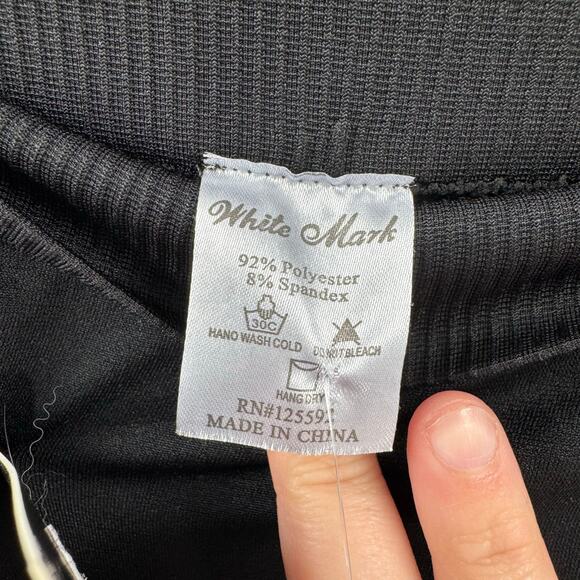 White Mark
92% Polyester
8% Spandex
30C
HANO WASH COLD
DO NOT BLEACH
HANG DRY
RN#12559
MADE IN CHINA